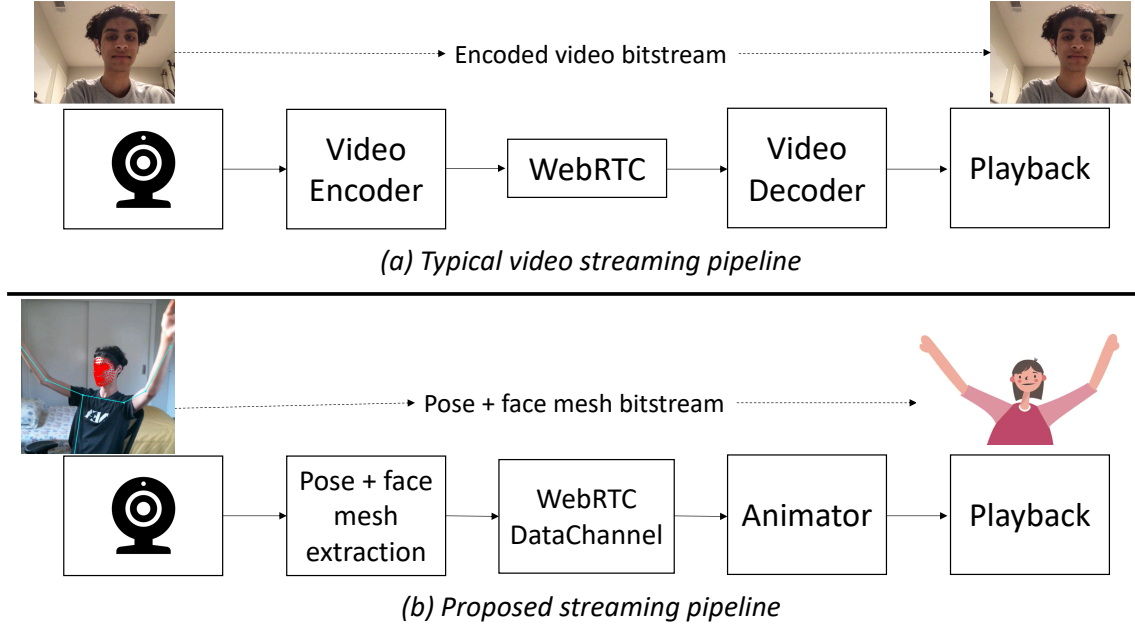 Encoded video bitstream
Video
Encoder
WebRTC
Video
Decoder
Playback
(a) Typical video streaming pipeline
Pose + face mesh bitstream
Pose + face
mesh
extraction
WebRTC
DataChannel
Animator
Playback
(b) Proposed streaming pipeline